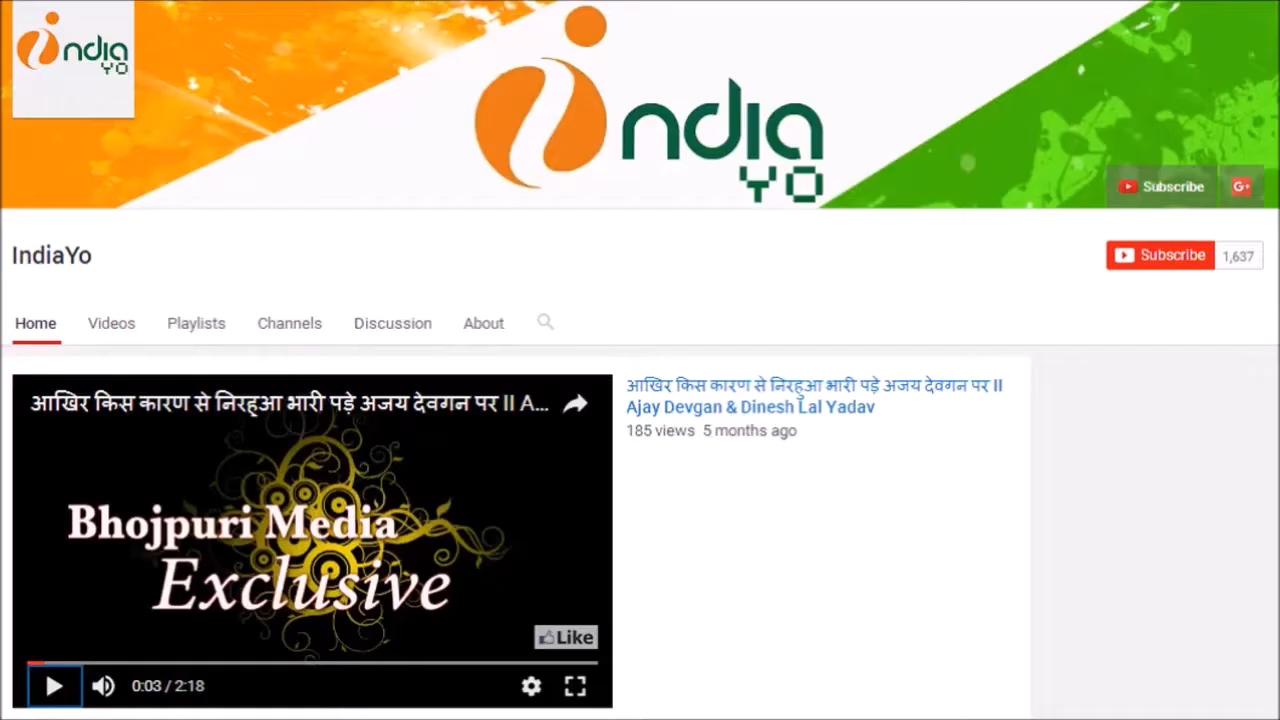 India
YO
India
YO
Subscribe G+
IndiaYo
Subscribe 1,637
Home Videos Playlists Channels Discussion About
आखिर किस कारण से निरहुआ भारी पड़े अजय देवगन पर II A...
आखिर किस कारण से निरहुआ भारी पड़े अजय देवगन पर II
Ajay Devgan & Dinesh Lal Yadav
185 views 5 months ago
Bhojpuri Media
Exclusive
Like
0:03 / 2:18